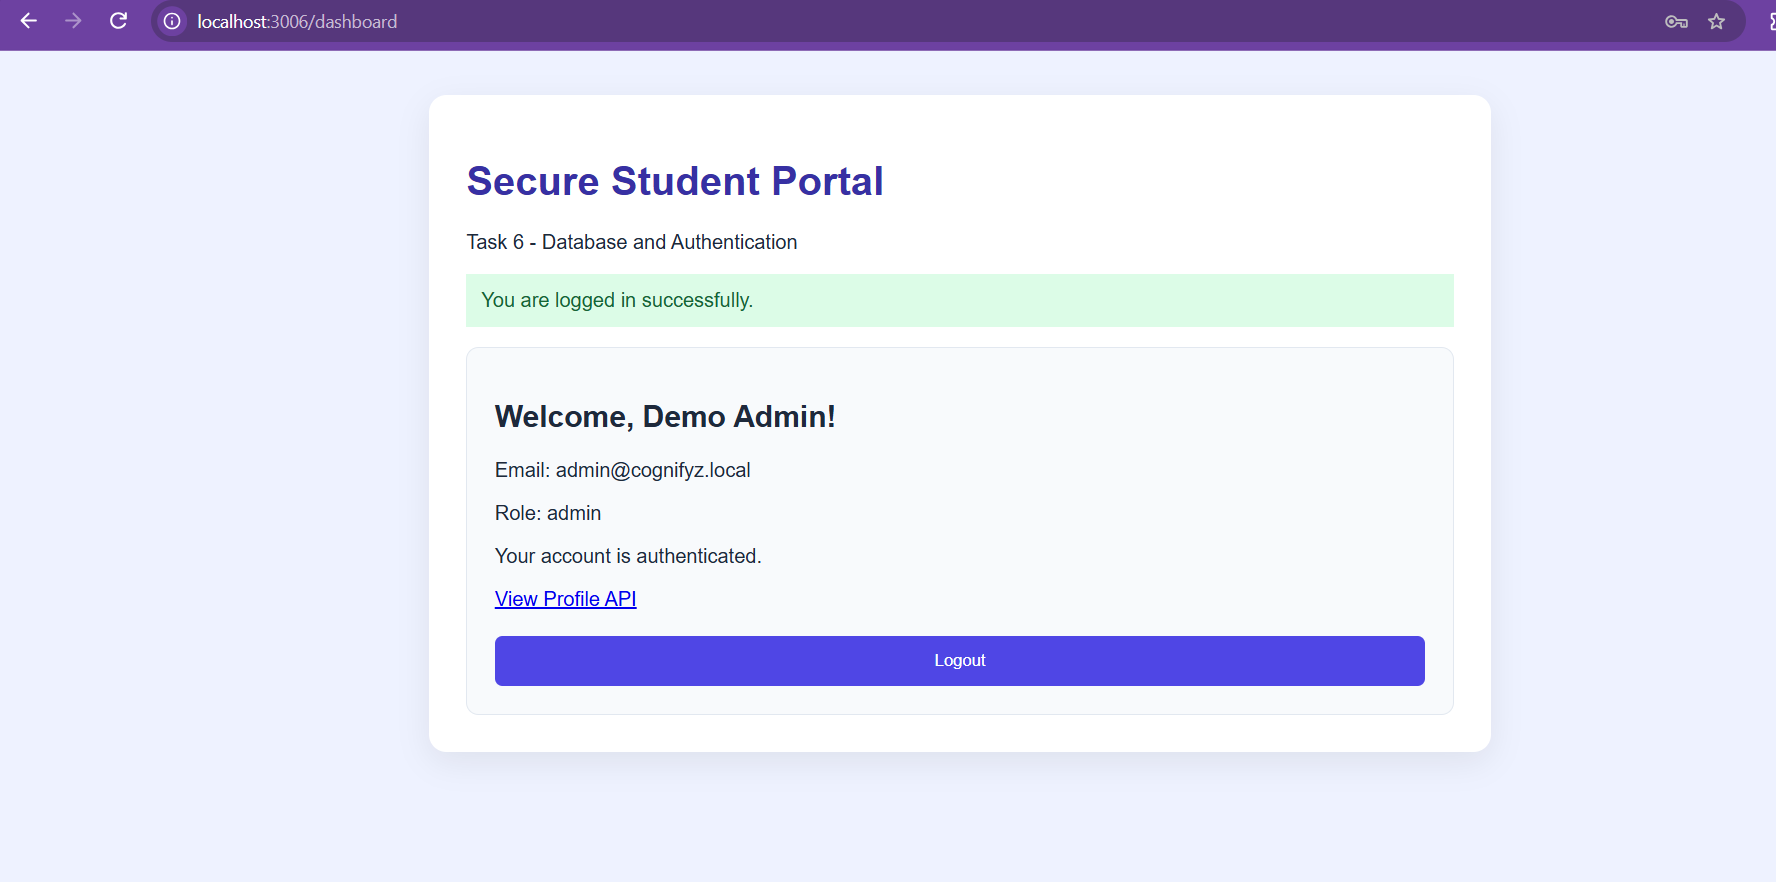 localhost:3006/dashboard
Secure Student Portal
Task 6 - Database and Authentication
You are logged in successfully.
Welcome, Demo Admin!
Email: admin@cognifyz.local
Role: admin
Your account is authenticated.
View Profile API
Logout